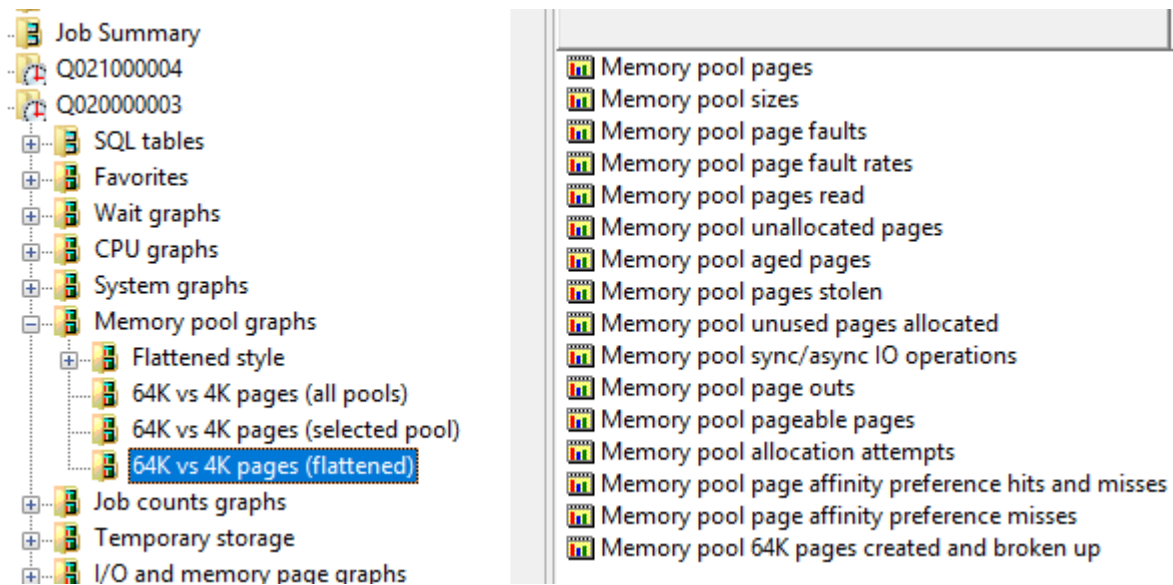 Job Summary
Q021000004
Q020000003
SQL tables
Favorites
Wait graphs
CPU graphs
System graphs
Memory pool graphs
Flattened style
64K vs 4K pages (all pools)
64K vs 4K pages (selected pool)
64K vs 4K pages (flattened)
Job counts graphs
Temporary storage
I/O and memory page graphs
Memory pool pages
Memory pool sizes
Memory pool page faults
Memory pool page fault rates
Memory pool pages read
Memory pool unallocated pages
Memory pool aged pages
Memory pool pages stolen
Memory pool unused pages allocated
Memory pool sync/async IO operations
Memory pool page outs
Memory pool pageable pages
Memory pool allocation attempts
Memory pool page affinity preference hits and misses
Memory pool page affinity preference misses
Memory pool 64K pages created and broken up